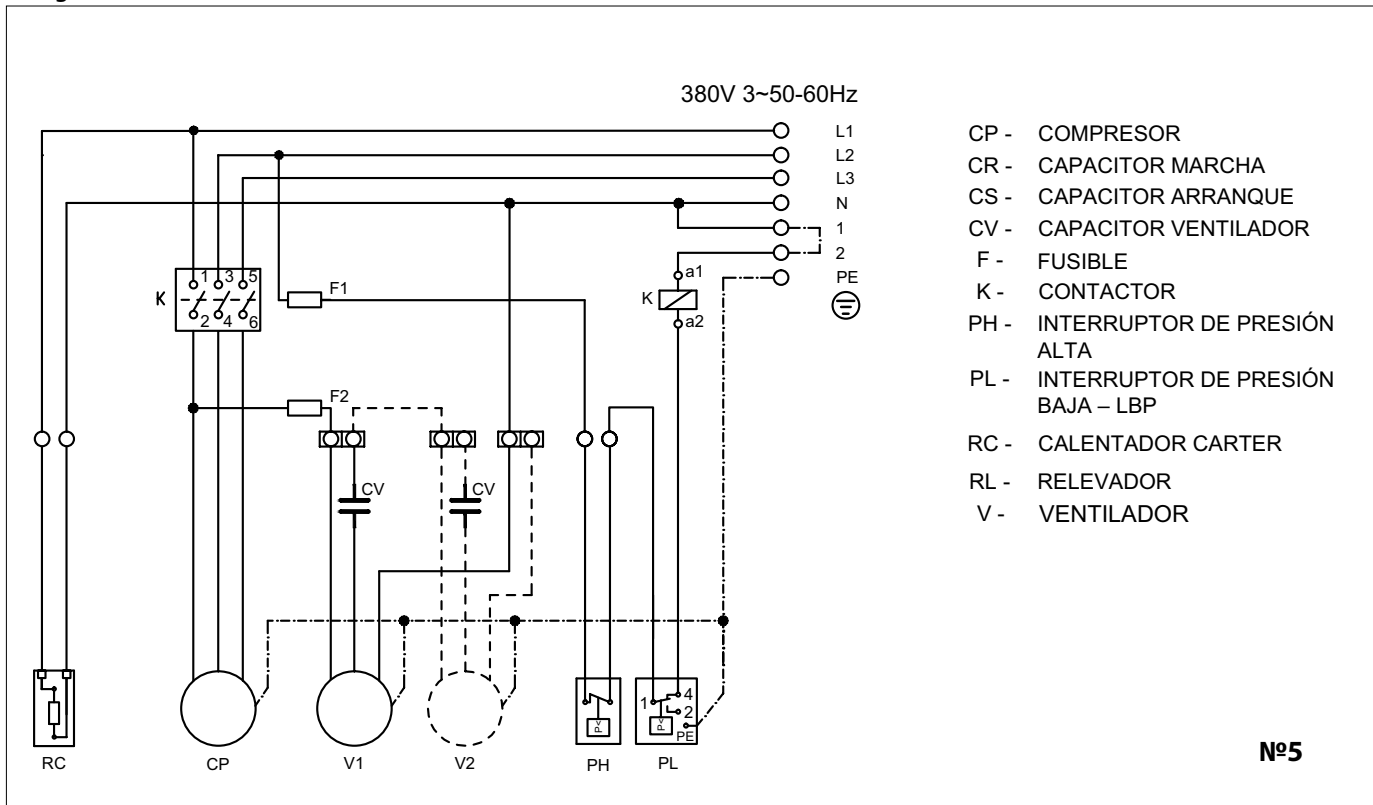 380V 3~50-60Hz
L1
L2
L3
N
1
2
PE
1 3 5
K
2 4 6
F1
K
a1
a2
F2
CV
CV
1
4
2
PE
P<
P<
RC
CP
V1
V2
PH
PL
CP - COMPRESOR
CR - CAPACITOR MARCHA
CS - CAPACITOR ARRANQUE
CV - CAPACITOR VENTILADOR
F - FUSIBLE
K - CONTACTOR
PH - INTERRUPTOR DE PRESIÓN
ALTA
PL - INTERRUPTOR DE PRESIÓN
BAJA – LBP
RC - CALENTADOR CARTER
RL - RELEVADOR
V - VENTILADOR
№5